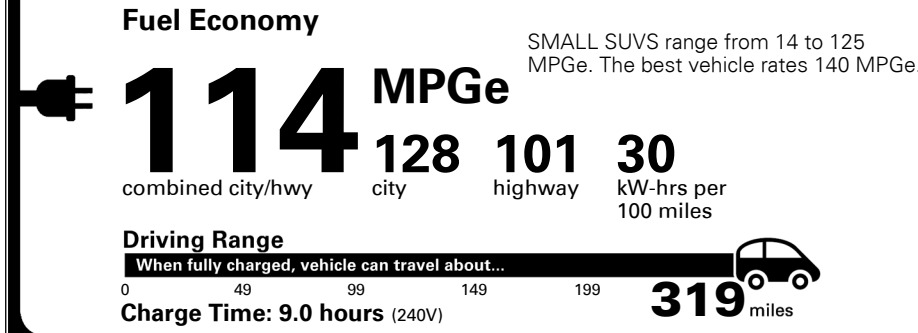 Fuel Economy
SMALL SUVS range from 14 to 125
MPGe. The best vehicle rates 140 MPGe.
114 MPGe
128 101 30
combined city/hwy city highway kW-hrs per
100 miles
Driving Range
When fully charged, vehicle can travel about...
0 49 99 149 199 319 miles
Charge Time: 9.0 hours (240V)